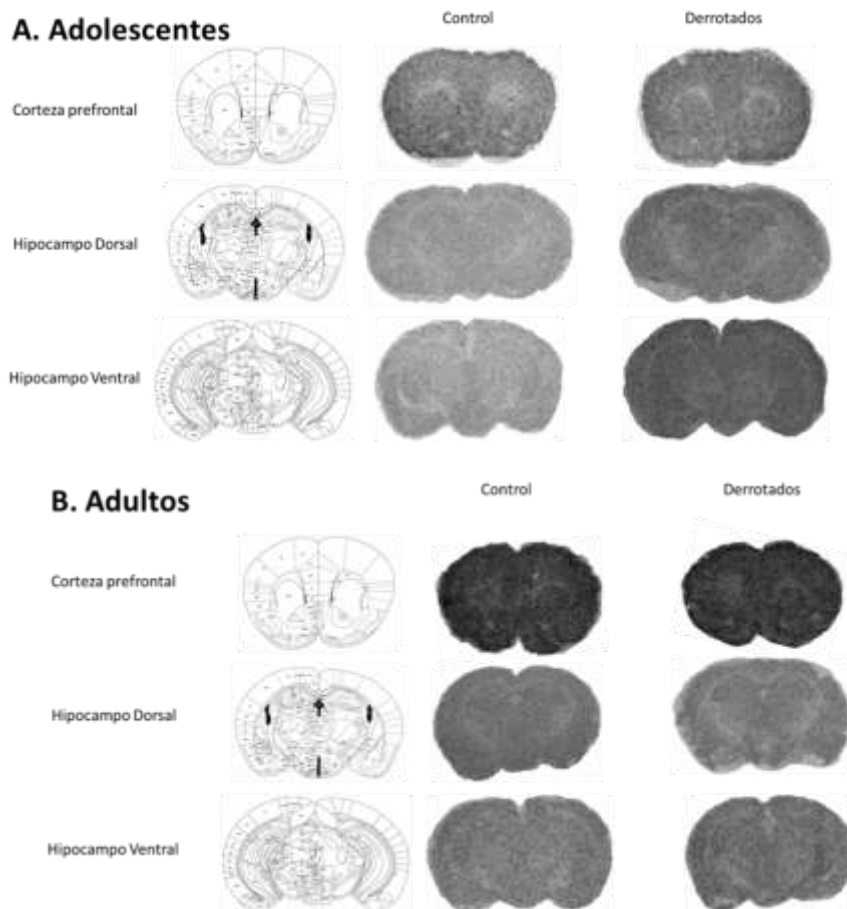 A. Adolescentes
Control
Derrotados
Corteza prefrontal
Hipocampo Dorsal
Hipocampo Ventral
B. Adultos
Control
Derrotados
Corteza prefrontal
Hipocampo Dorsal
Hipocampo Ventral